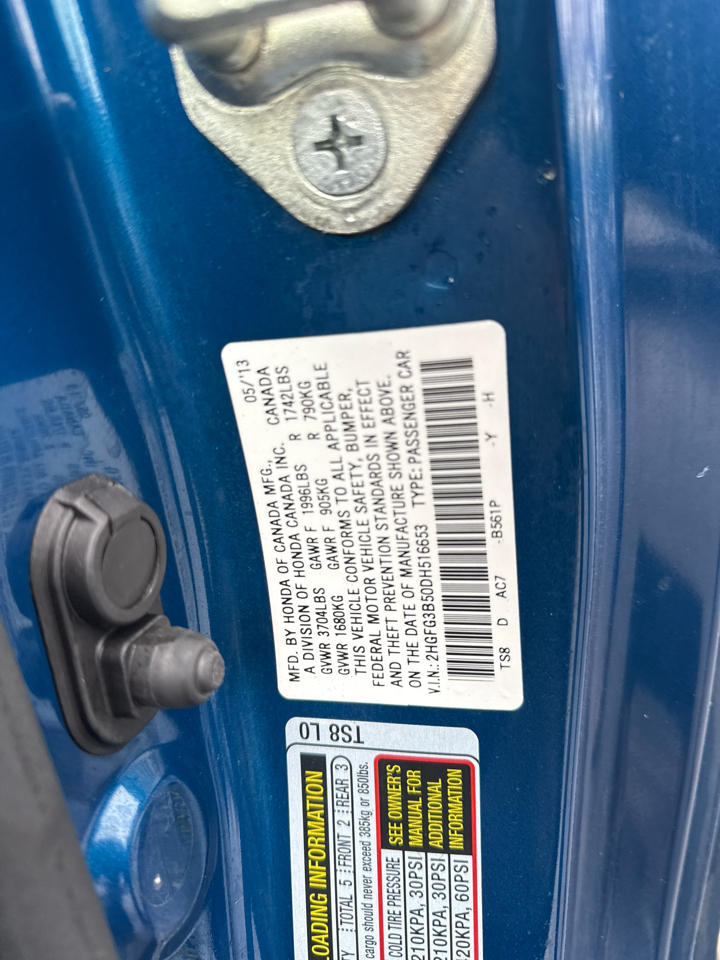 MFD. BY HONDA OF CANADA MFG., CANADA 05/'13
A DIVISION OF HONDA CANADA INC.
GVWR 3704LBS GAWR F 1996LBS R 1742LBS
GVWR 1680KG GAWR F 905KG R 790KG
THIS VEHICLE CONFORMS TO ALL APPLICABLE
FEDERAL MOTOR VEHICLE SAFETY, BUMPER,
AND THEFT PREVENTION STANDARDS IN EFFECT
ON THE DATE OF MANUFACTURE SHOWN ABOVE.
V.I.N.: 2HGFG3B50DH516653 TYPE: PASSENGER CAR
TS8 D AC7 -B561P -Y -H
TS8 L0
LOADING INFORMATION
TOTAL 5 FRONT 2 REAR 3
cargo should never exceed 385kg or 850lbs.
COLD TIRE PRESSURE
210KPA, 30PSI
210KPA, 30PSI
420KPA, 60PSI
SEE OWNER'S
MANUAL FOR
ADDITIONAL
INFORMATION